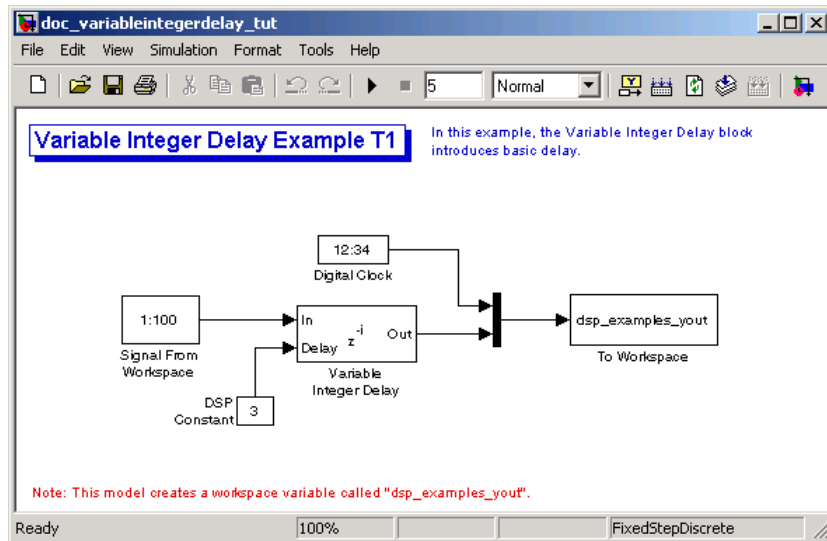 doc_variableintegerdelay_tut
File Edit View Simulation Format Tools Help
5 Normal
Variable Integer Delay Example T1
In this example, the Variable Integer Delay block
introduces basic delay.
12:34
Digital Clock
1:100
Signal From
Workspace
In
Delay
z
-i
Out
Variable
Integer Delay
DSP
Constant
3
dsp_examples_yout
To Workspace
Note: This model creates a workspace variable called "dsp_examples_yout".
Ready 100% FixedStepDiscrete